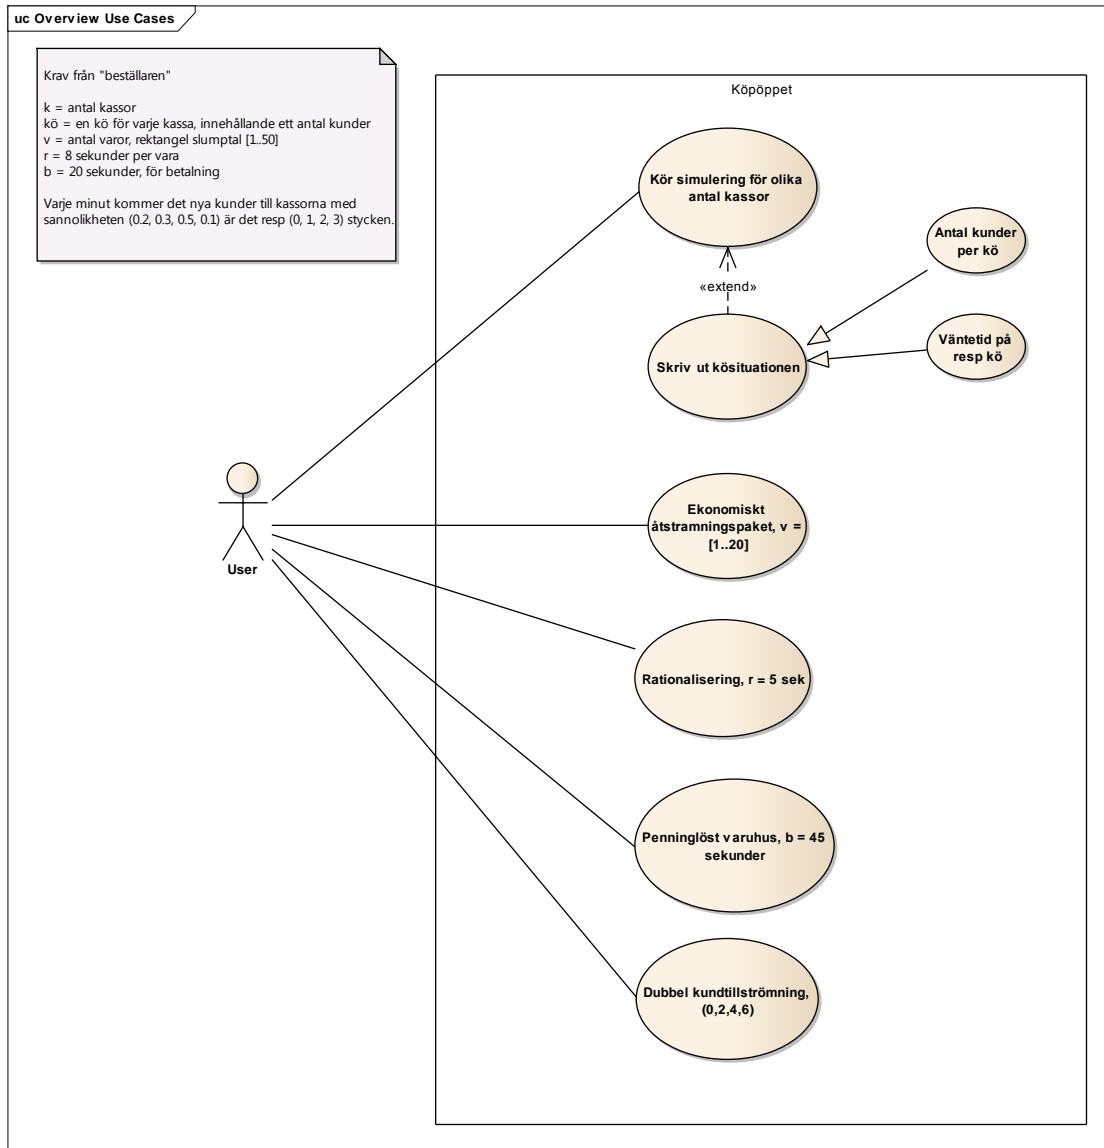 uc Overview Use Cases
Krav från "beställaren"
k = antal kassor
kö = en kö för varje kassa, innehållande ett antal kunder
v = antal varor, rektangel slumptal [1..50]
r = 8 sekunder per vara
b = 20 sekunder, för betalning
Varje minut kommer det nya kunder till kassorna med
sannolikheten (0.2, 0.3, 0.5, 0.1) är det resp (0, 1, 2, 3) stycken.
Köpöppet
Kör simulering för olika
antal kassor
Antal kunder
per kö
«extend»
Väntetid på
resp kö
Skriv ut kösituationen
Ekonomiskt
åtstramningspaket, v =
[1..20]
User
Rationalisering, r = 5 sek
Penninglöst varuhus, b = 45
sekunder
Dubbel kundtillströmning,
(0,2,4,6)